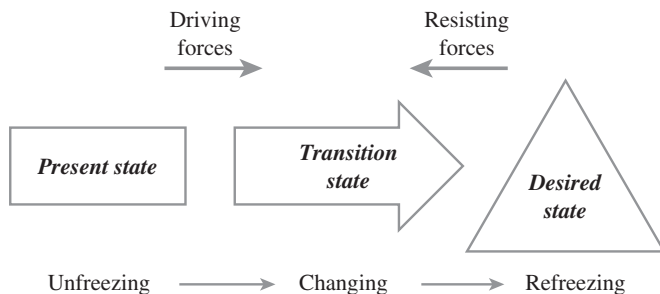 Driving
forces
Resisting
forces
Present state
Transition
state
Desired
state
Unfreezing
Changing
Refreezing